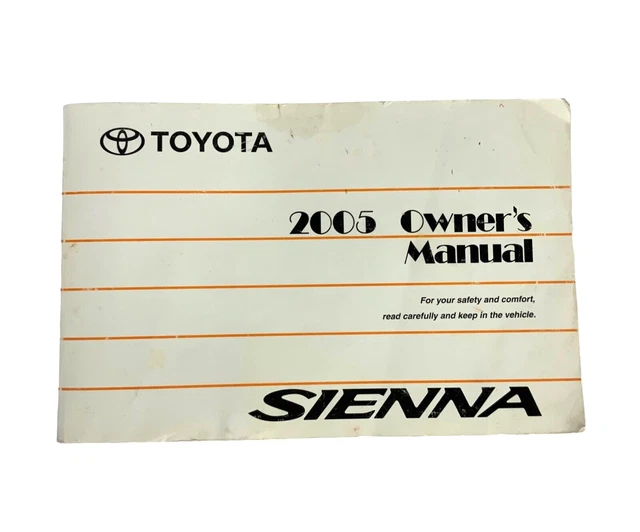 TOYOTA
2005 Owner's
Manual
For your safety and comfort,
read carefully and keep in the vehicle.
SIENNA